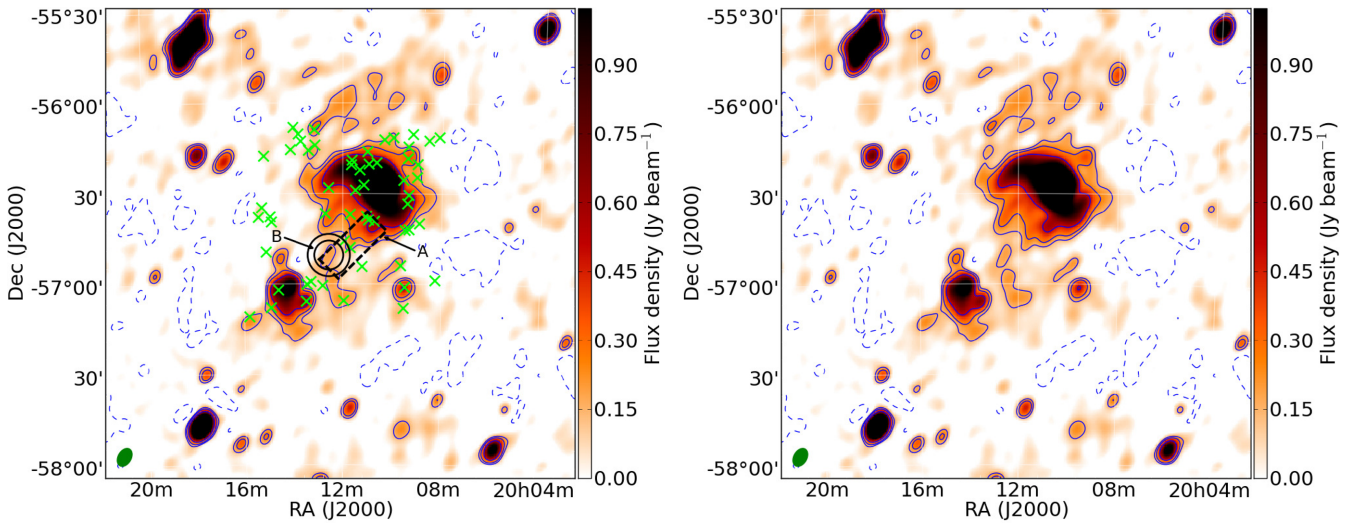 -55°30'
-56°00'
30'
-57°00'
30'
-58°00'
Dec (J2000)
20m
16m
12m
08m
20h04m
RA (J2000)
B
A
0.90
0.75
0.60
0.45
0.30
0.15
0.00
Flux density (Jy beam⁻¹)
-55°30'
-56°00'
30'
-57°00'
30'
-58°00'
Dec (J2000)
20m
16m
12m
08m
20h04m
RA (J2000)
0.90
0.75
0.60
0.45
0.30
0.15
0.00
Flux density (Jy beam⁻¹)